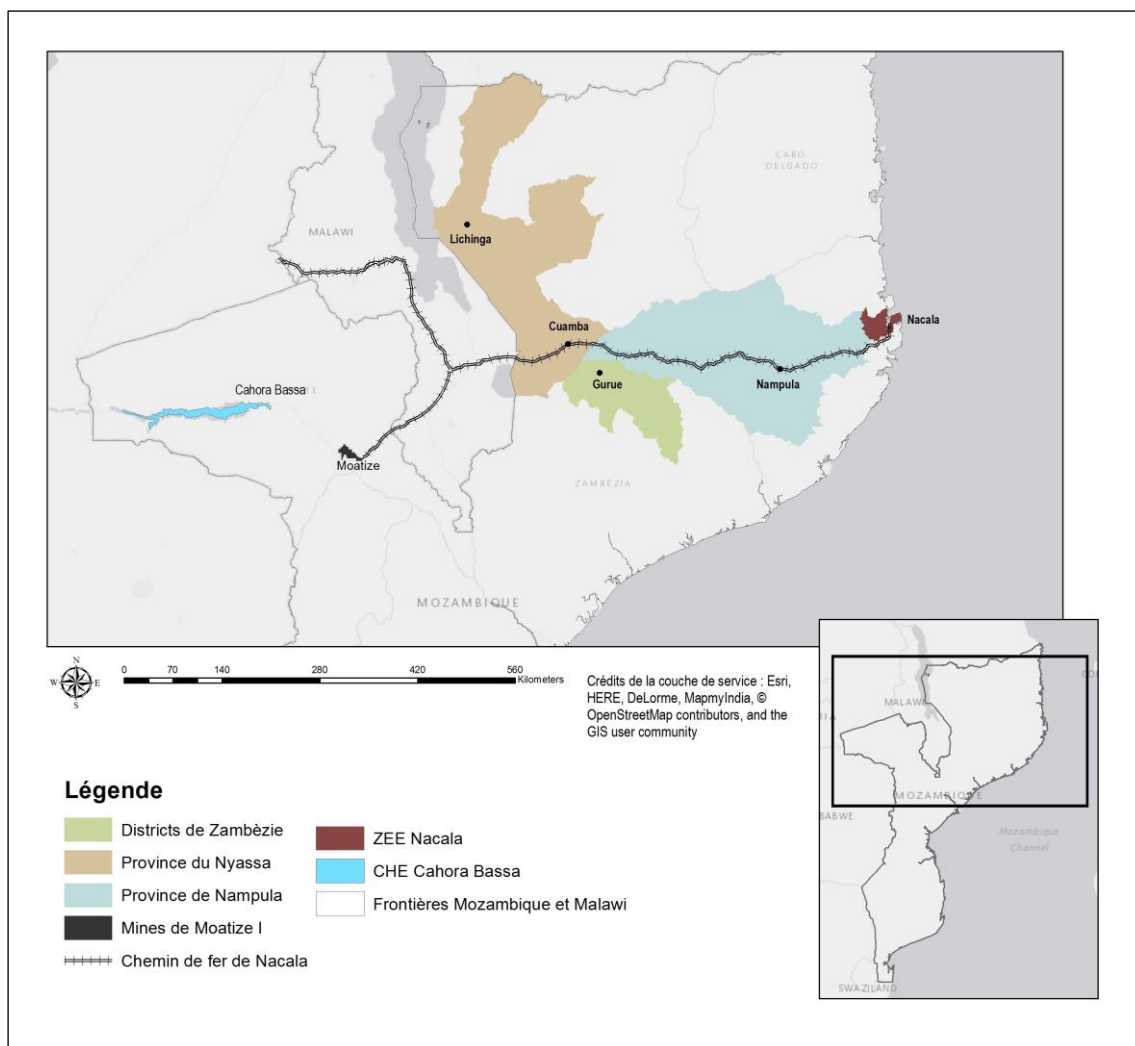 CABO
DELGADO
MALAWI
Lichinga
Nacala
Cuamba
Gurue
Nampula
Cahora Bassa
Moatize
ZAMBÉZIA
MOZAMBIQUE
N
W
E
S
0 70 140 280 420 560
Kilometers
Crédits de la couche de service : Esri,
HERE, DeLorme, MapmyIndia, ©
OpenStreetMap contributors, and the
GIS user community
MALAWI
MOZAMBIQUE
BABWE
Mozambique
Channel
SWAZILAND
Légende
Districts de Zambèzie
Province du Nyassa
Province de Nampula
Mines de Moatize I
Chemin de fer de Nacala
ZEE Nacala
CHE Cahora Bassa
Frontières Mozambique et Malawi